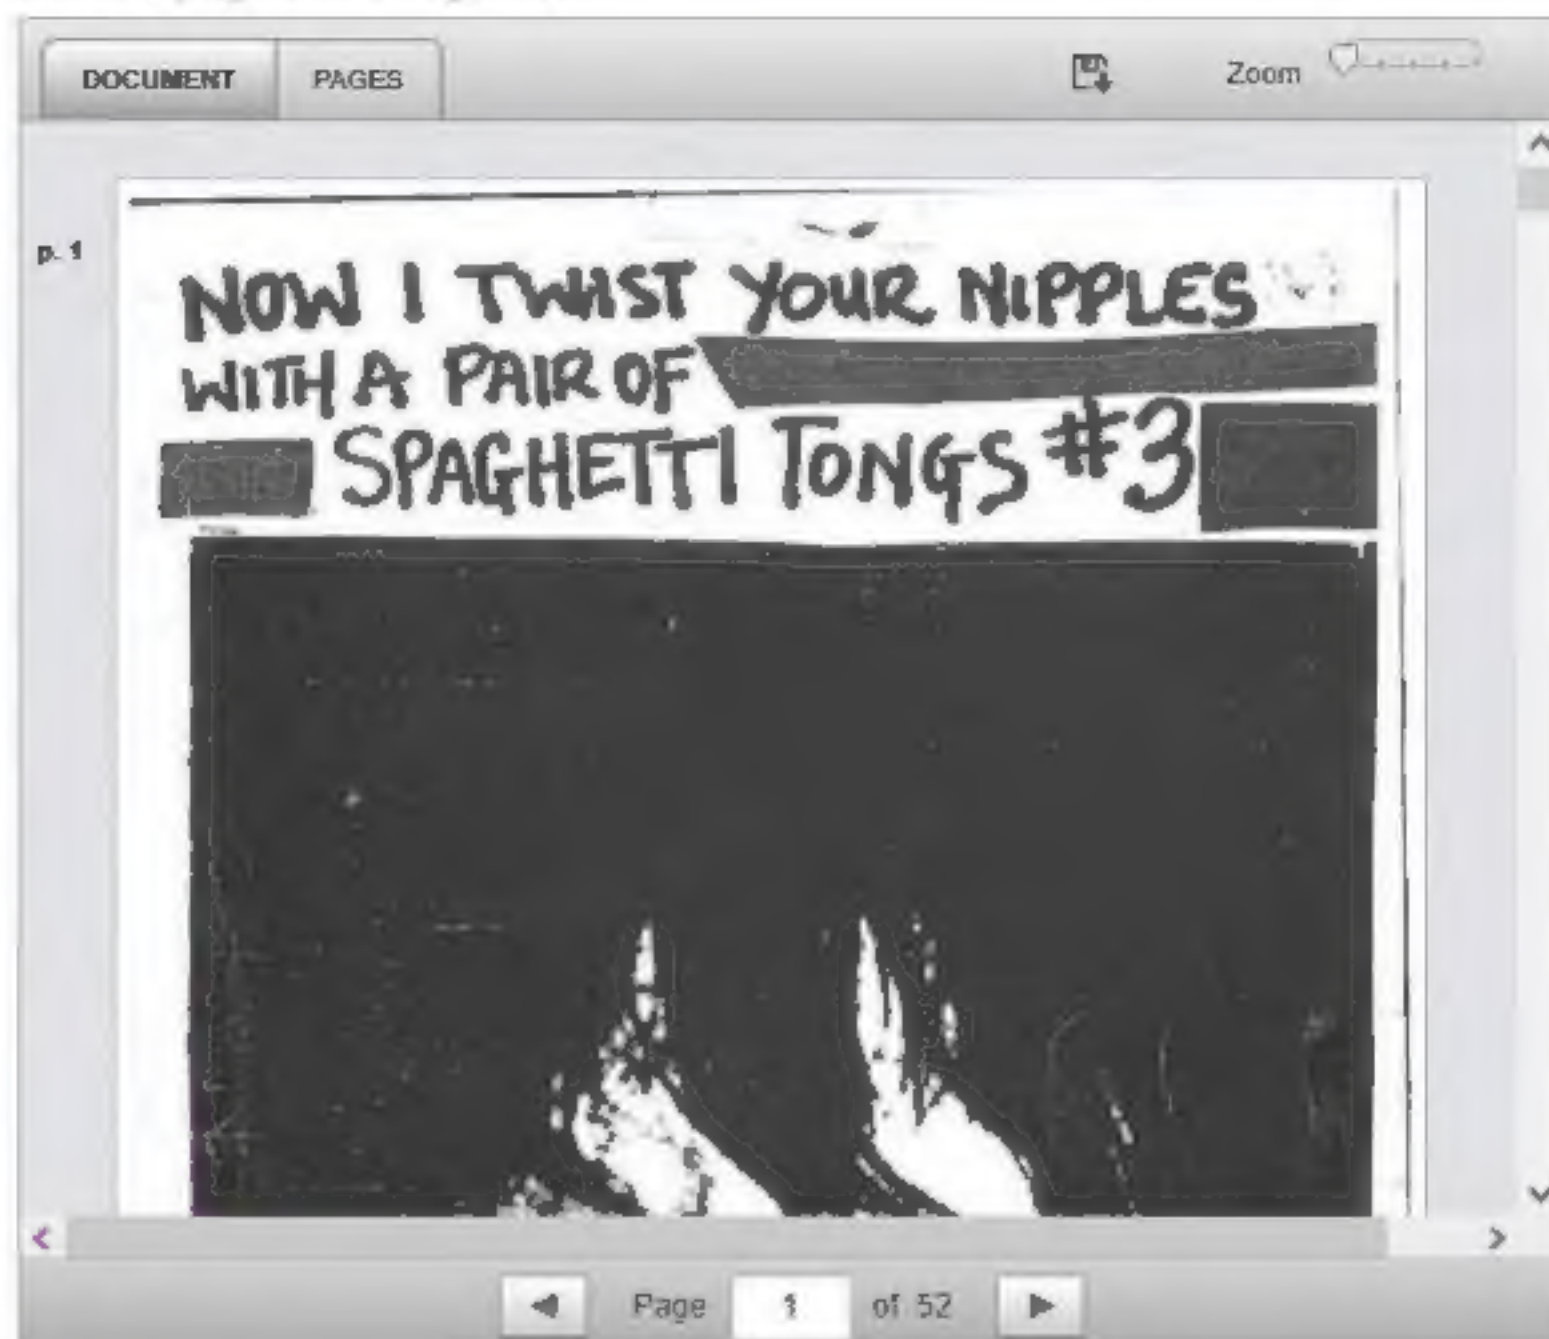 DOCUMENT PAGES Zoom
p. 1
NOW I TWIST YOUR NIPPLES
WITH A PAIR OF
SPAGHETTI TONGS #3
Page 1 of 52